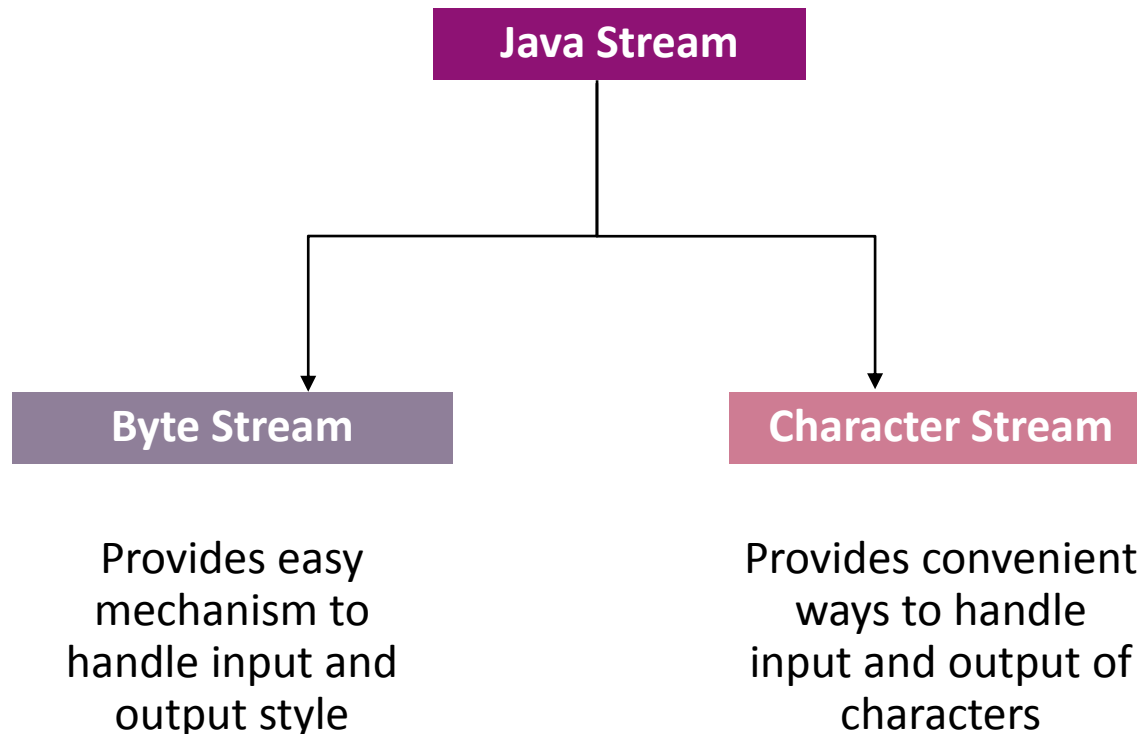 Java Stream
Byte Stream
Character Stream
Provides easy
mechanism to
handle input and
output style
Provides convenient
ways to handle
input and output of
characters